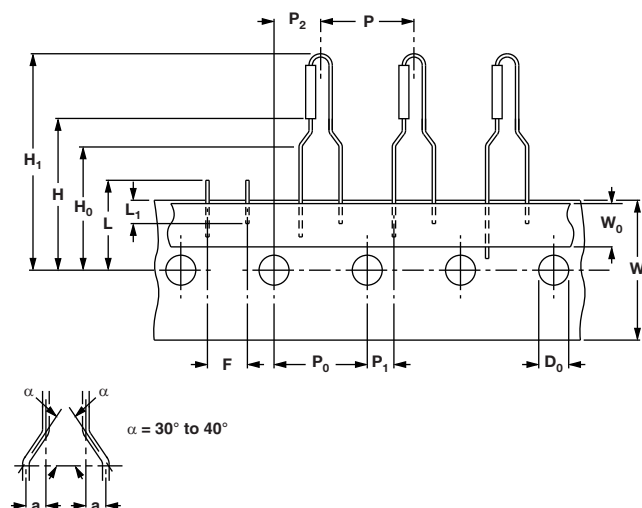 P₂
P
H₁
H
H₀
L
L₁
W₀
W
F
P₀
P₁
D₀
α
α
α = 30° to 40°
a
a